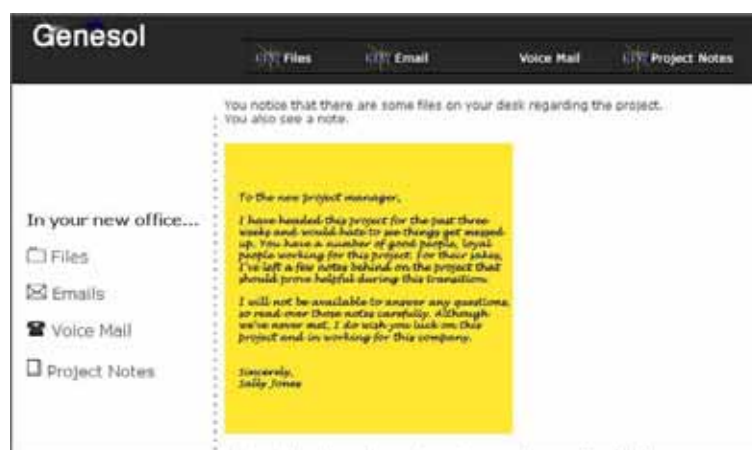 Genesol
Files Email Voice Mail Project Notes
You notice that there are some files on your desk regarding the project.
You also see a note.
To the new project manager,
I have headed this project for the past three
weeks and would hate to see things get messed
up. You have a number of good people, loyal
people working for this project. For their sakes,
I've left a few notes behind on the project that
should prove helpful during this transition.
I will not be available to answer any questions,
so read over those notes carefully. Although
we've never met, I do wish you luck on this
project and in working for this company.
Sincerely,
Sally Jones
In your new office...
Files
Emails
Voice Mail
Project Notes